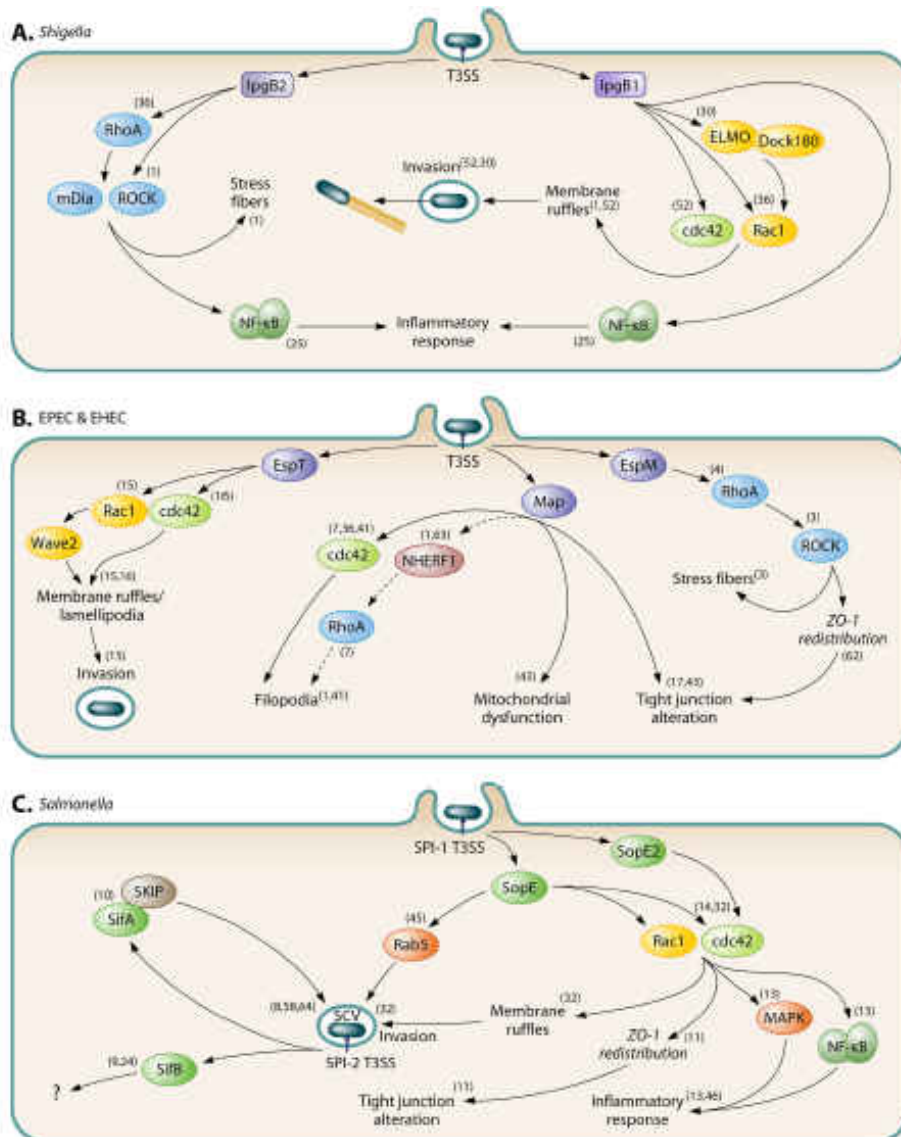 A. Shigella
T3SS
IpgB2
IpgB1
(36)
RhoA
(30)
ELMO
Dock180
(1)
mDia
ROCK
Stress
fibers
(1)
Invasion(52,30)
Membrane
ruffles(1,52)
(52)
(36)
cdc42
Rac1
NF-κB
(25)
Inflammatory
response
(25)
NF-κB
B. EPEC & EHEC
T3SS
EspT
EspM
Map
(15)
Rac1
cdc42
(16)
Wave2
(15,16)
Membrane ruffles/
lamellipodia
(15)
Invasion
(7,36,41)
cdc42
(1,63)
NHERF1
RhoA
(7)
Filopodia(1,41)
(43)
Mitochondrial
dysfunction
(17,43)
Tight junction
alteration
(4)
RhoA
(3)
ROCK
Stress fibers(3)
ZO-1
redistribution
(62)
C. Salmonella
SPI-1 T3SS
SopE2
SopE
(10)
SKIP
SifA
(45)
Rab5
(14,32)
Rac1
cdc42
(8,58,64)
SCV
(32)
Invasion
SPI-2 T3SS
Membrane
ruffles
(32)
ZO-1
redistribution
(11)
(13)
MAPK
(13)
NF-κB
(9,24)
SifB
?
Tight junction
alteration
(11)
Inflammatory
response
(13,46)